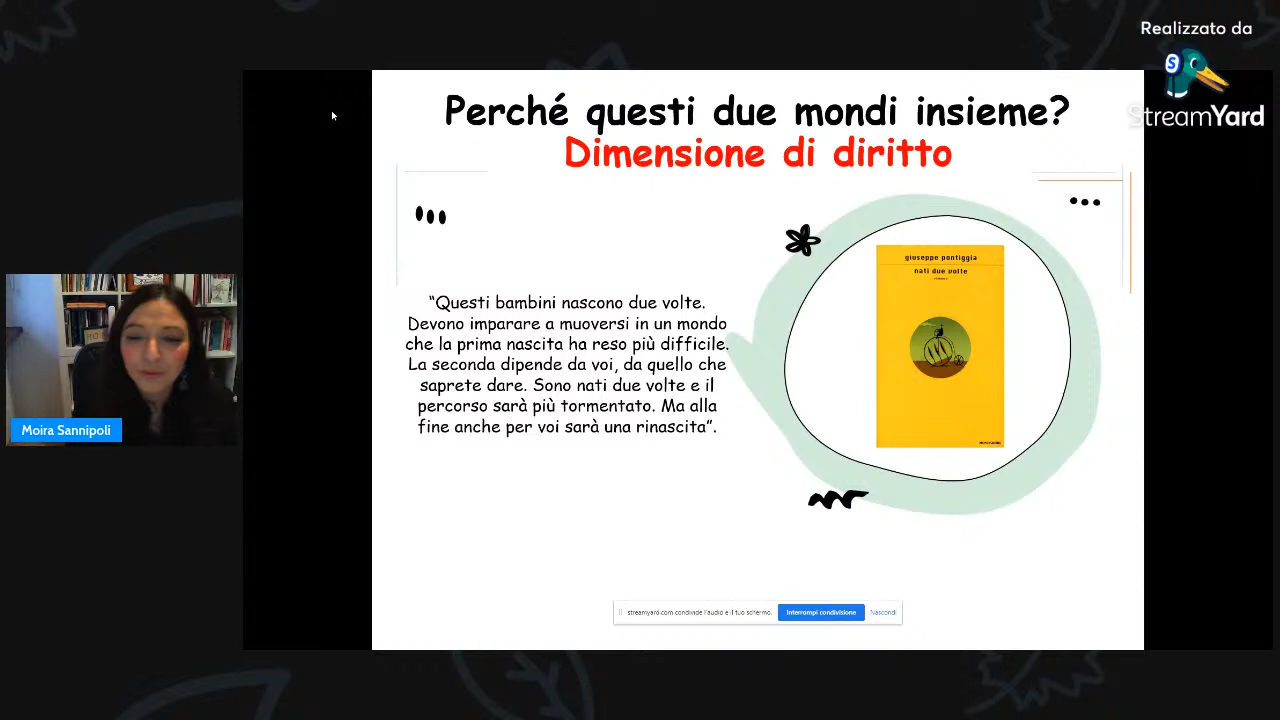 Realizzato da
StreamYard
Perché questi due mondi insieme?
Dimensione di diritto
giuseppe pontiggia
nati due volte
“Questi bambini nascono due volte.
Devono imparare a muoversi in un mondo
che la prima nascita ha reso più difficile.
La seconda dipende da voi, da quello che
saprete dare. Sono nati due volte e il
percorso sarà più tormentato. Ma alla
fine anche per voi sarà una rinascita”.
MONDADORI
Moira Sannipoli
streamyard.com condivide l'audio e il tuo schermo.
Interrompi condivisione
Nascondi